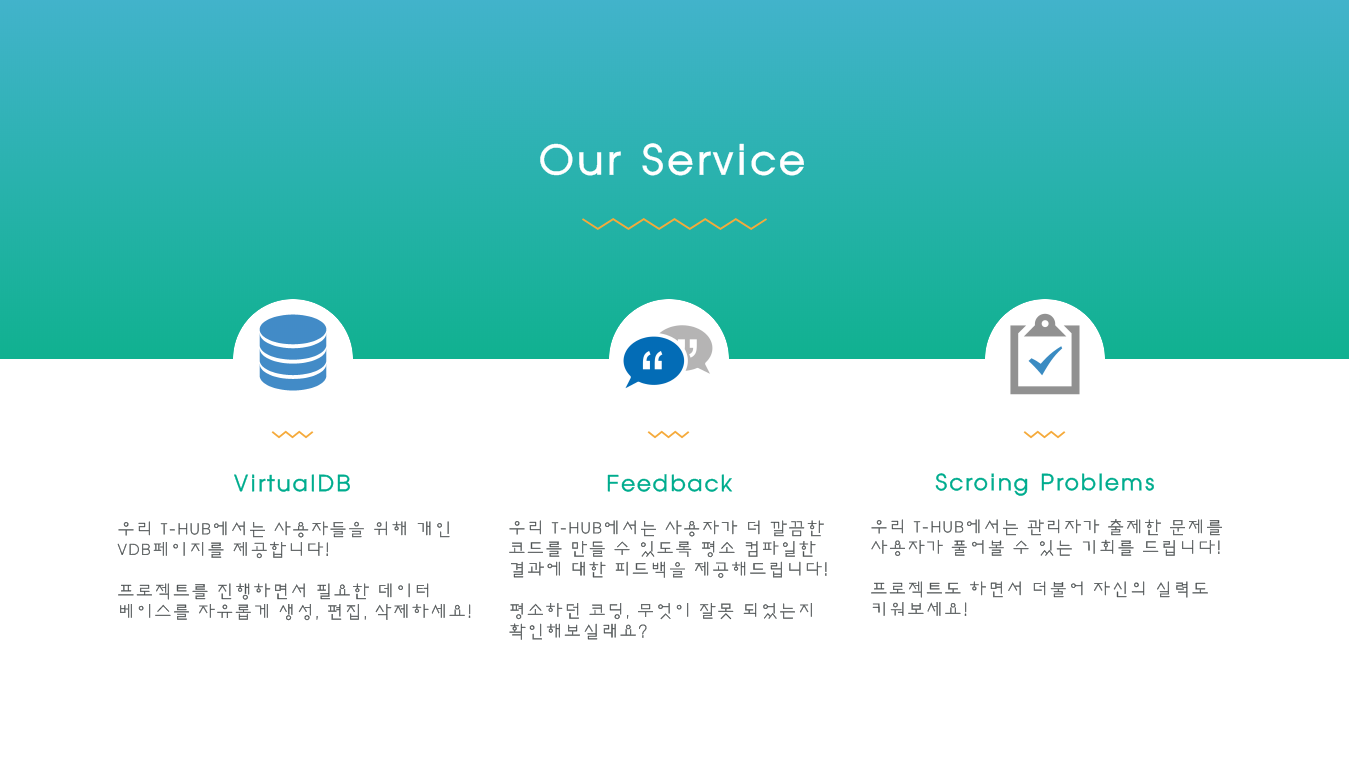 Our Service
VirtualDB
우리 T-HUB에서는 사용자들을 위해 개인
VDB페이지를 제공합니다!
프로젝트를 진행하면서 필요한 데이터
베이스를 자유롭게 생성, 편집, 삭제하세요!
Feedback
우리 T-HUB에서는 사용자가 더 깔끔한
코드를 만들 수 있도록 평소 컴파일한
결과에 대한 피드백을 제공해드립니다!
평소하던 코딩, 무엇이 잘못 되었는지
확인해보실래요?
Scroing Problems
우리 T-HUB에서는 관리자가 출제한 문제를
사용자가 풀어볼 수 있는 기회를 드립니다!
프로젝트도 하면서 더불어 자신의 실력도
키워보세요!